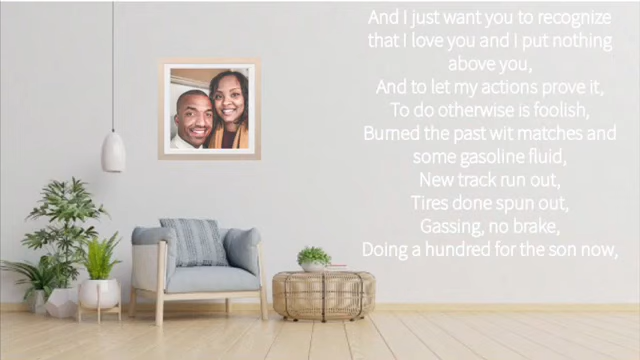 And I just want you to recognize
that I love you and I put nothing
above you,
And to let my actions prove it,
To do otherwise is foolish,
Burned the past wit matches and
some gasoline fluid,
New track run out,
Tires done spun out,
Gassing, no brake,
Doing a hundred for the son now,